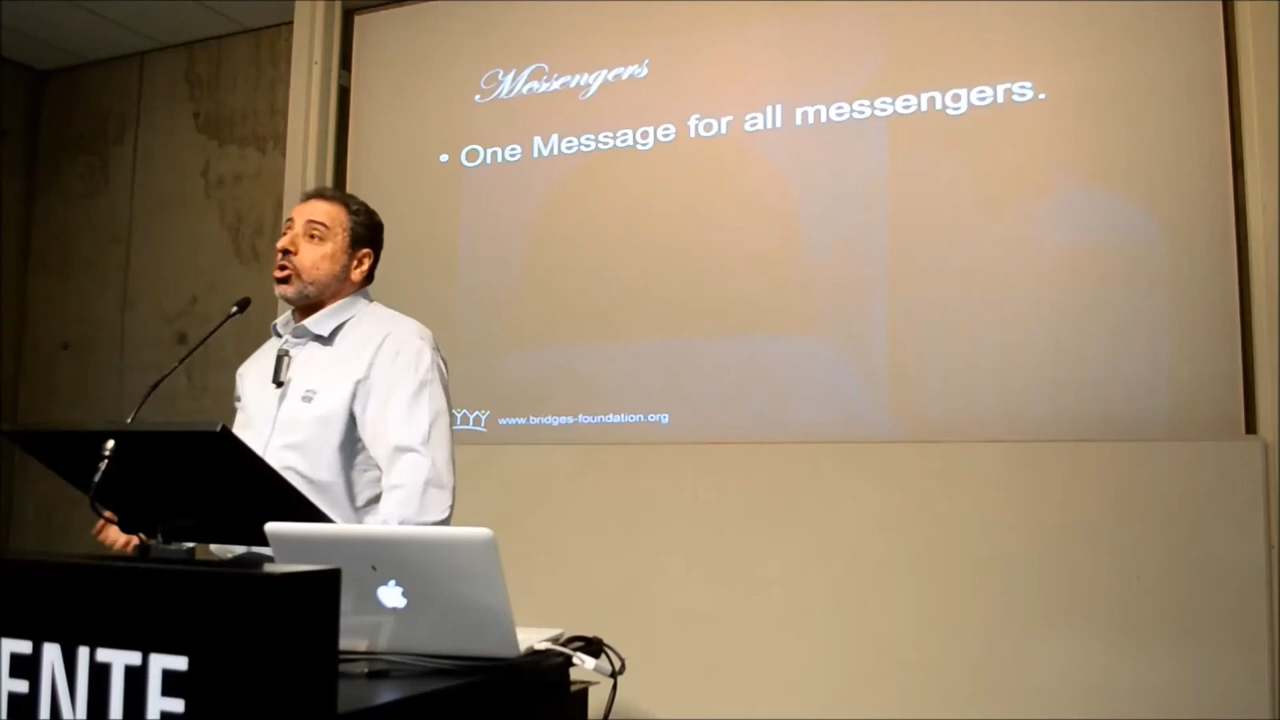 Messengers
• One Message for all messengers.
www.bridges-foundation.org
ENTE